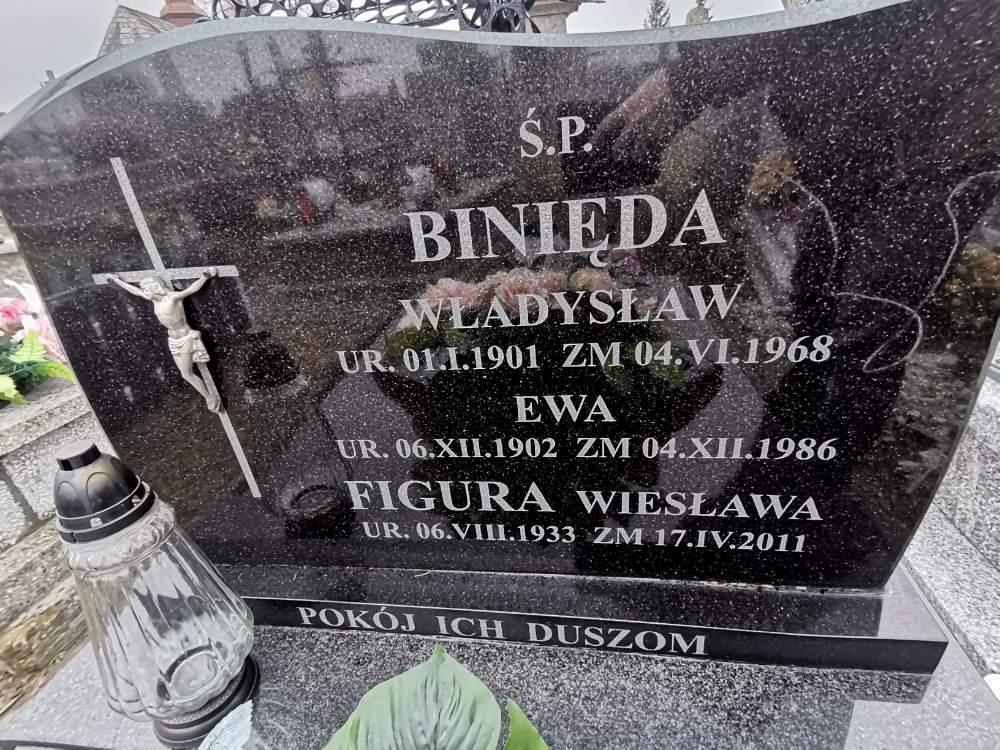 Ś.P.
BINIĘDA
WŁADYSŁAW
UR. 01.I.1901 ZM 04.VI.1968
EWA
UR. 06.XII.1902 ZM 04.XII.1986
FIGURA WIESŁAWA
UR. 06.VIII.1933 ZM 17.IV.2011
POKÓJ ICH DUSZOM